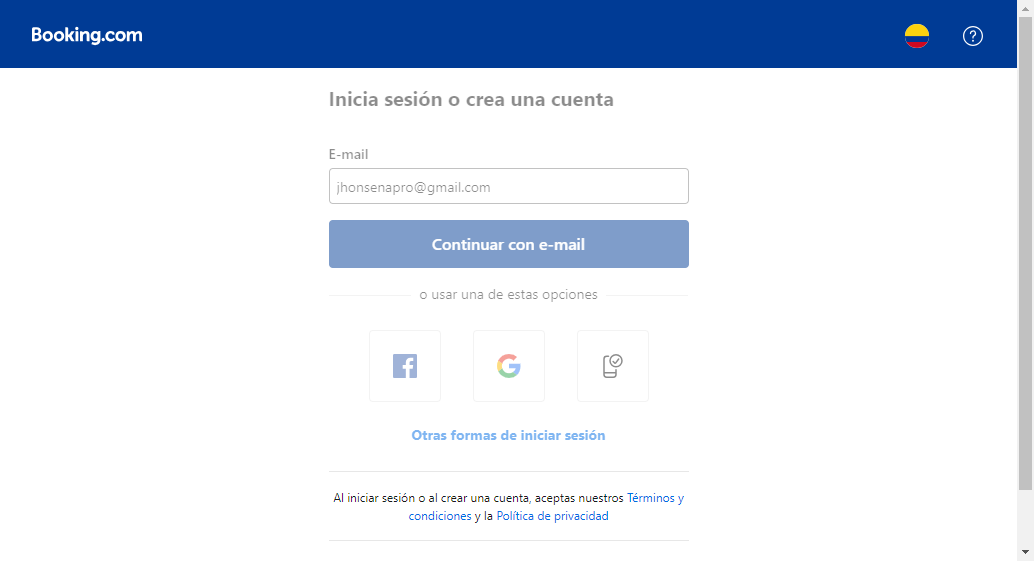 Booking.com
Inicia sesión o crea una cuenta
E-mail
jhonsenapro@gmail.com
Continuar con e-mail
o usar una de estas opciones
Otras formas de iniciar sesión
Al iniciar sesión o al crear una cuenta, aceptas nuestros Términos y
condiciones y la Política de privacidad